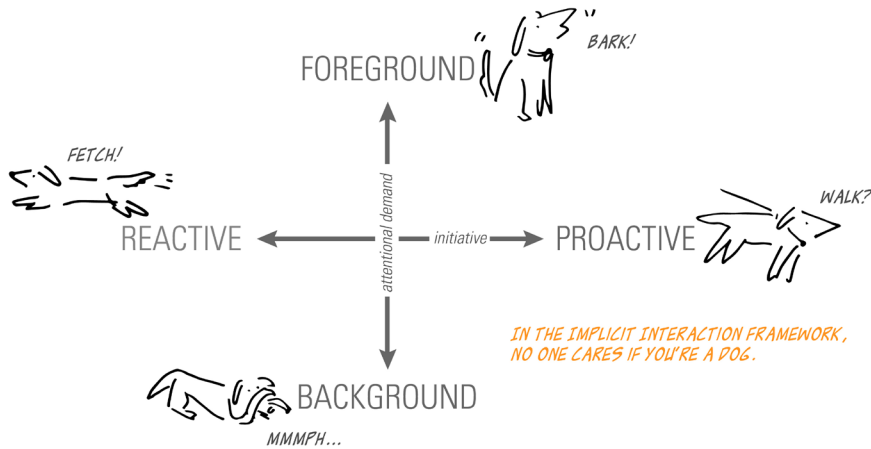 FOREGROUND
BARK!
FETCH!
WALK?
REACTIVE
attentional demand
initiative
PROACTIVE
IN THE IMPLICIT INTERACTION FRAMEWORK,
NO ONE CARES IF YOU'RE A DOG.
BACKGROUND
MMMPH...